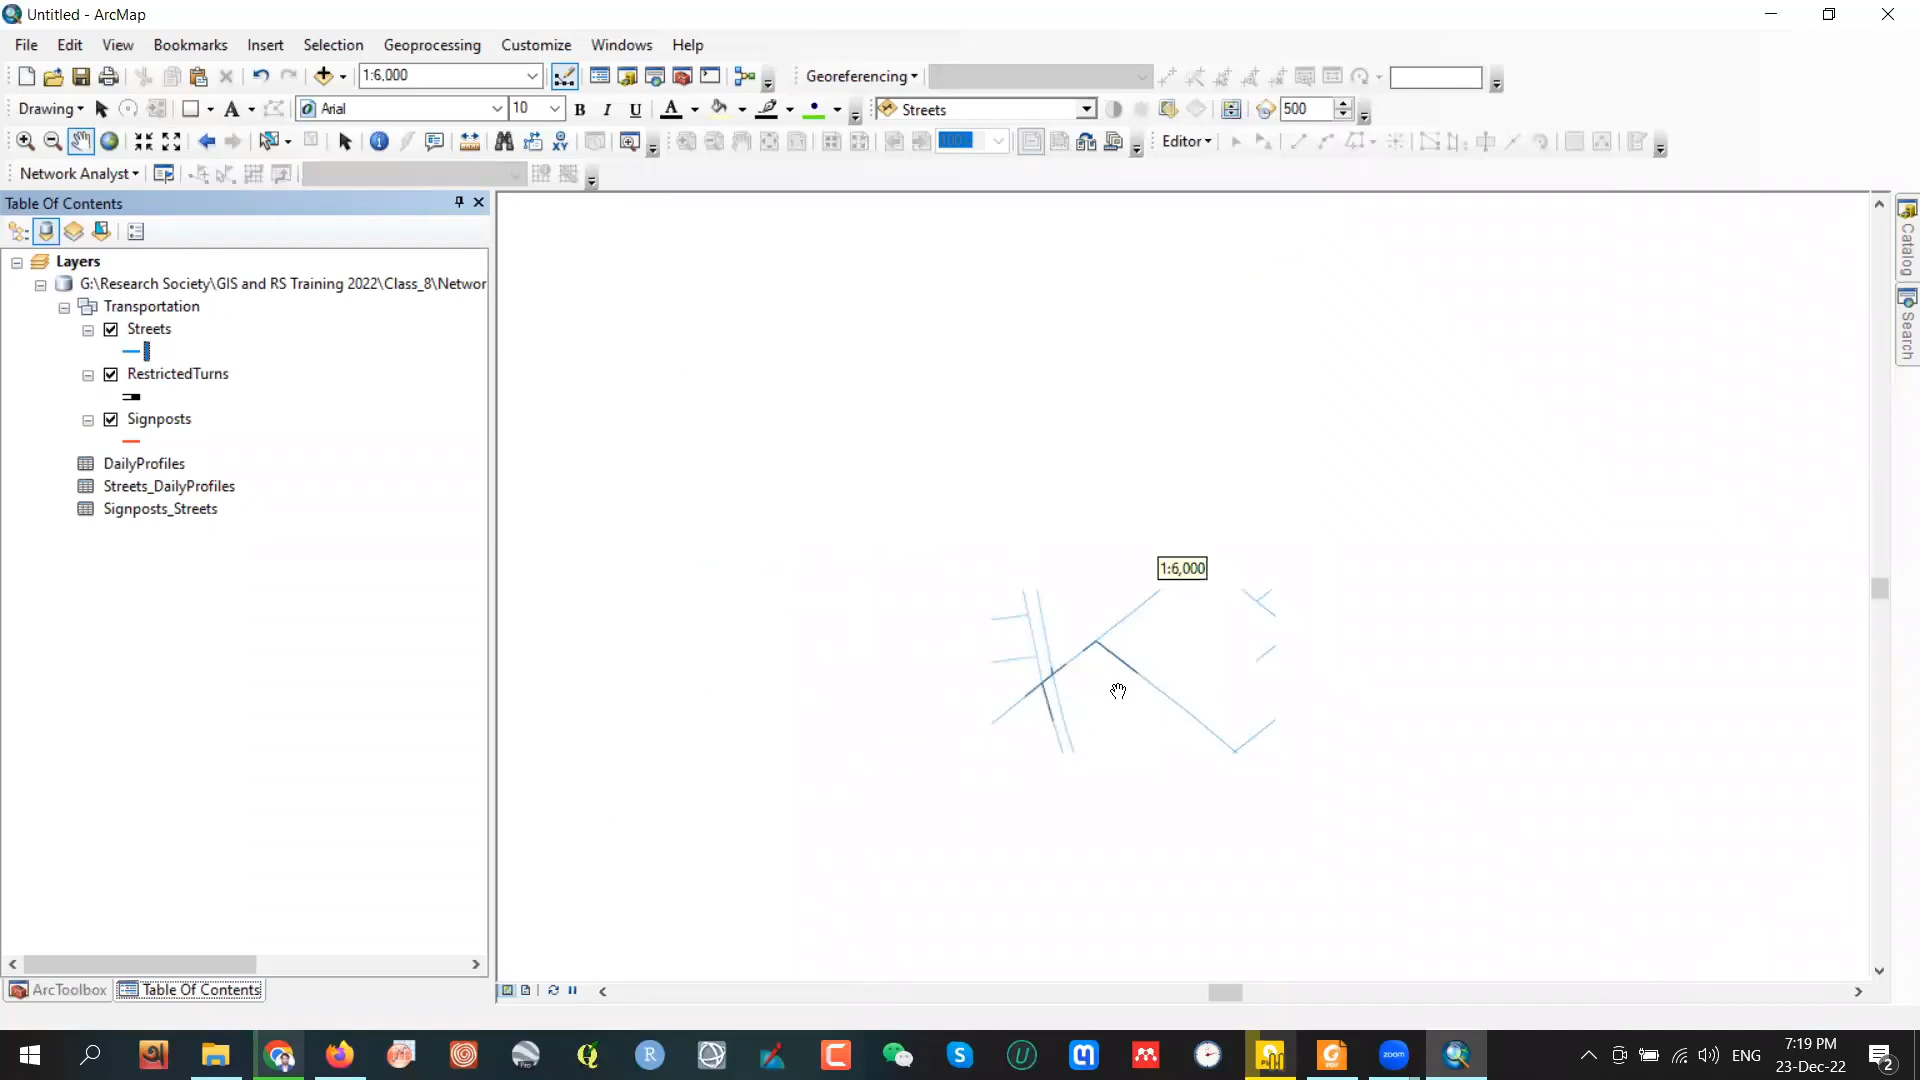 Untitled - ArcMap
File Edit View Bookmarks Insert Selection Geoprocessing Customize Windows Help
1:6,000 Georeferencing
Drawing A Arial 10 B I U A Streets 500
Editor
Network Analyst
Table Of Contents
Layers
G:\Research Society\GIS and RS Training 2022\Class_8\Networ
Transportation
Streets
RestrictedTurns
Signposts
DailyProfiles
Streets_DailyProfiles
Signposts_Streets
1:6,000
Catalog
Search
ArcToolbox Table Of Contents
zoom
ENG
7:19 PM
23-Dec-22
2